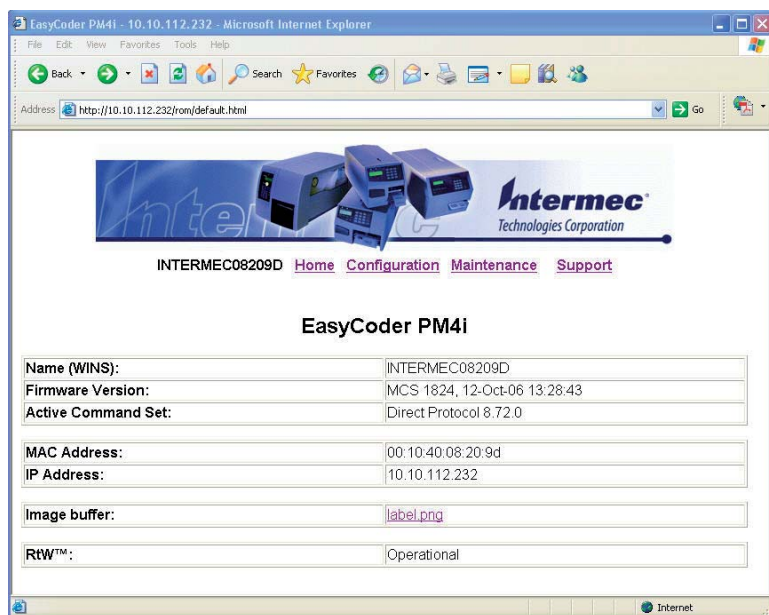 EasyCoder PM4i - 10.10.112.232 - Microsoft Internet Explorer
File Edit View Favorites Tools Help
Back Search Favorites
Address http://10.10.112.232/rom/default.html Go
Intermec
Intermec®
Technologies Corporation
INTERMEC08209D Home Configuration Maintenance Support
EasyCoder PM4i
Name (WINS): INTERMEC08209D
Firmware Version: MCS 1824, 12-Oct-06 13:28:43
Active Command Set: Direct Protocol 8.72.0
MAC Address: 00:10:40:08:20:9d
IP Address: 10.10.112.232
Image buffer: label.png
RtW™: Operational
Internet